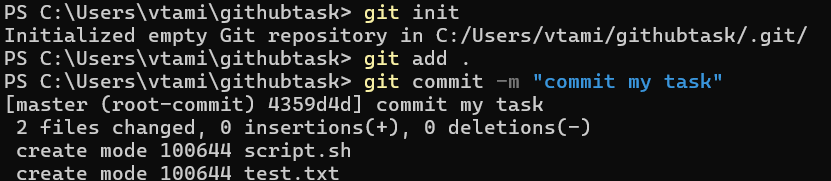 PS C:\Users\vtami\githubtask> git init
Initialized empty Git repository in C:/Users/vtami/githubtask/.git/
PS C:\Users\vtami\githubtask> git add .
PS C:\Users\vtami\githubtask> git commit -m "commit my task"
[master (root-commit) 4359d4d] commit my task
 2 files changed, 0 insertions(+), 0 deletions(-)
 create mode 100644 script.sh
 create mode 100644 test.txt